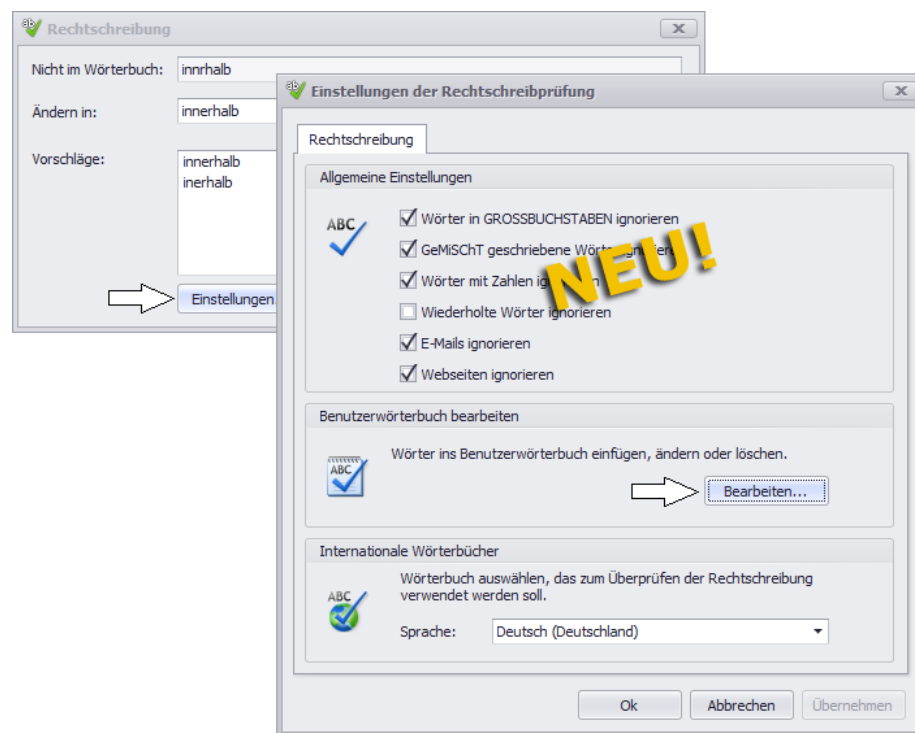 Rechtschreibung
Nicht im Wörterbuch: innrhalb
Ändern in: innerhalb
Vorschläge: innerhalb
inerhalb
Einstellungen
Einstellungen der Rechtschreibprüfung
Rechtschreibung
Allgemeine Einstellungen
ABC
Wörter in GROSSBUCHSTABEN ignorieren
GeMiSChT geschriebene Wörter ignorieren
Wörter mit Zahlen ignorieren
NEU!
Wiederholte Wörter ignorieren
E-Mails ignorieren
Webseiten ignorieren
Benutzerwörterbuch bearbeiten
ABC
Wörter ins Benutzerwörterbuch einfügen, ändern oder löschen.
Bearbeiten...
Internationale Wörterbücher
ABC
Wörterbuch auswählen, das zum Überprüfen der Rechtschreibung
verwendet werden soll.
Sprache: Deutsch (Deutschland)
Ok Abbrechen Übernehmen